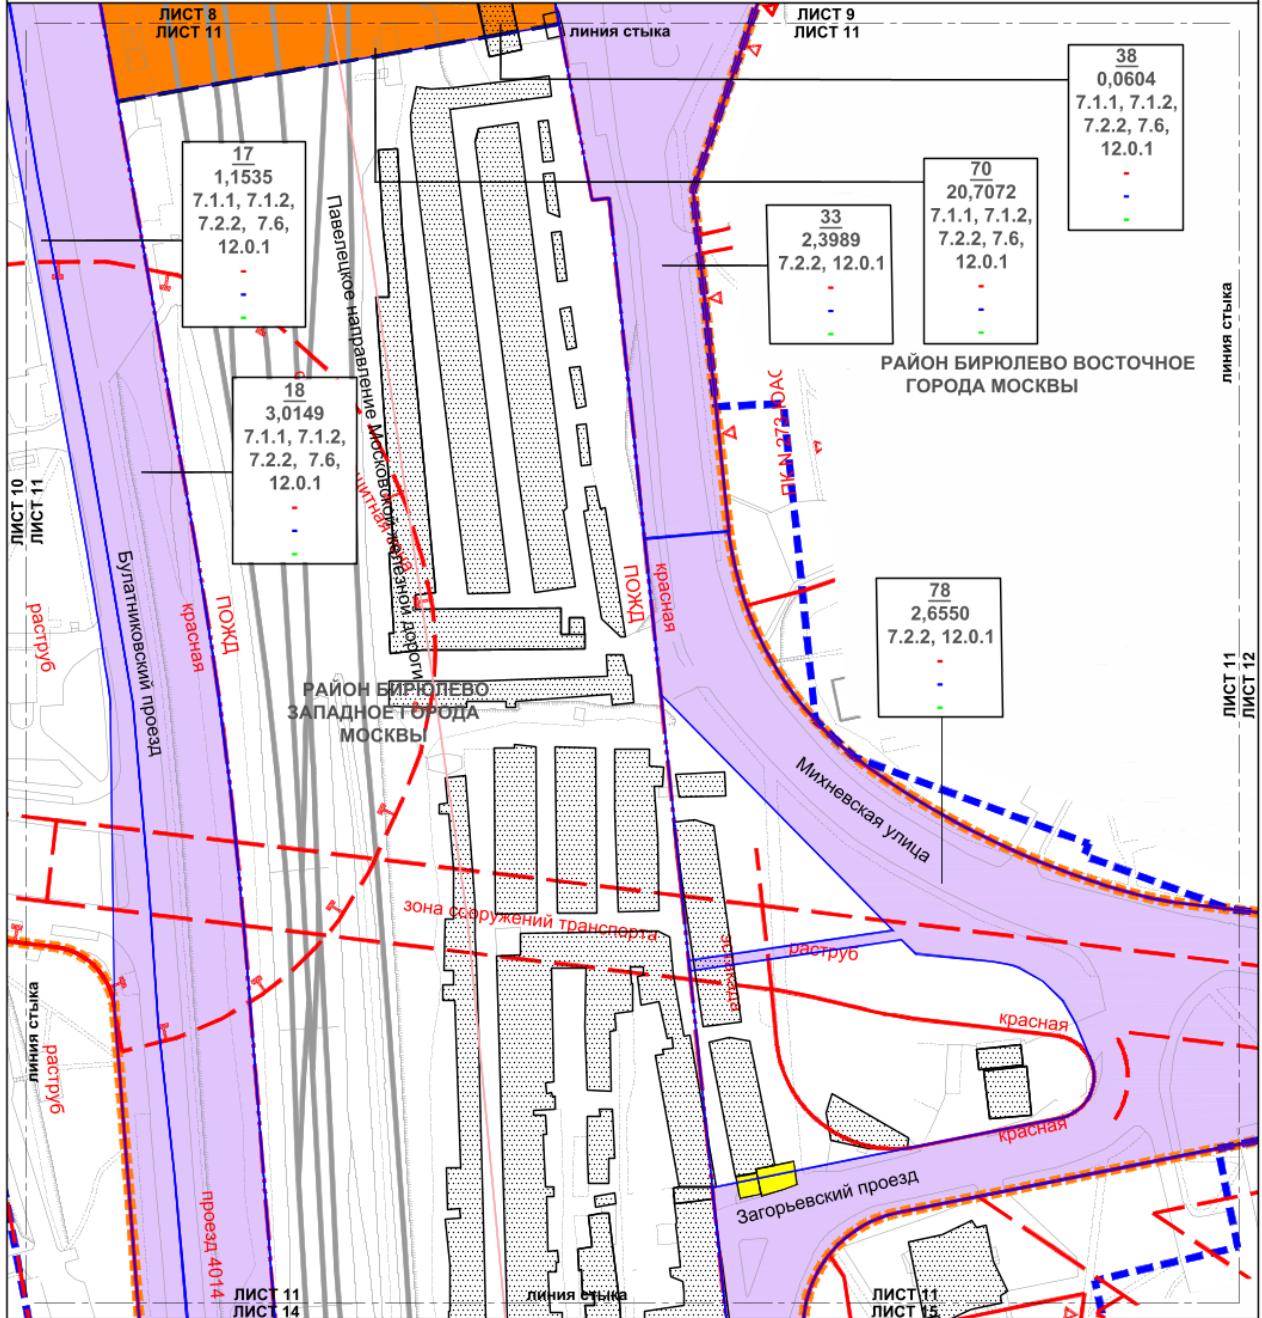 ЛИСТ 8
ЛИСТ 11
линия стыка
ЛИСТ 9
ЛИСТ 11
38
0,0604
7.1.1, 7.1.2,
7.2.2, 7.6,
12.0.1
-
-
-
17
1,1535
7.1.1, 7.1.2,
7.2.2, 7.6,
12.0.1
-
-
-
70
20,7072
7.1.1, 7.1.2,
7.2.2, 7.6,
12.0.1
-
-
-
33
2,3989
7.2.2, 12.0.1
-
-
-
линия стыка
РАЙОН БИРЮЛЕВО ВОСТОЧНОЕ
ГОРОДА МОСКВЫ
18
3,0149
7.1.1, 7.1.2,
7.2.2, 7.6,
12.0.1
-
-
-
Павелецкое направление Московской железной дороги
ПК N 273 ЮАО
ЛИСТ 10
ЛИСТ 11
Булатниковский проезд
раструб
красная
ПОЖД
ПОЖД
красная
78
2,6550
7.2.2, 12.0.1
-
-
-
РАЙОН БИРЮЛЕВО
ЗАПАДНОЕ ГОРОДА
МОСКВЫ
ЛИСТ 11
ЛИСТ 12
Михневская улица
зона сооружений транспорта
эстакада
раструб
линия стыка
раструб
красная
красная
Загорьевский проезд
проезд 4014
ЛИСТ 11
ЛИСТ 14
линия стыка
ЛИСТ 11
ЛИСТ 15